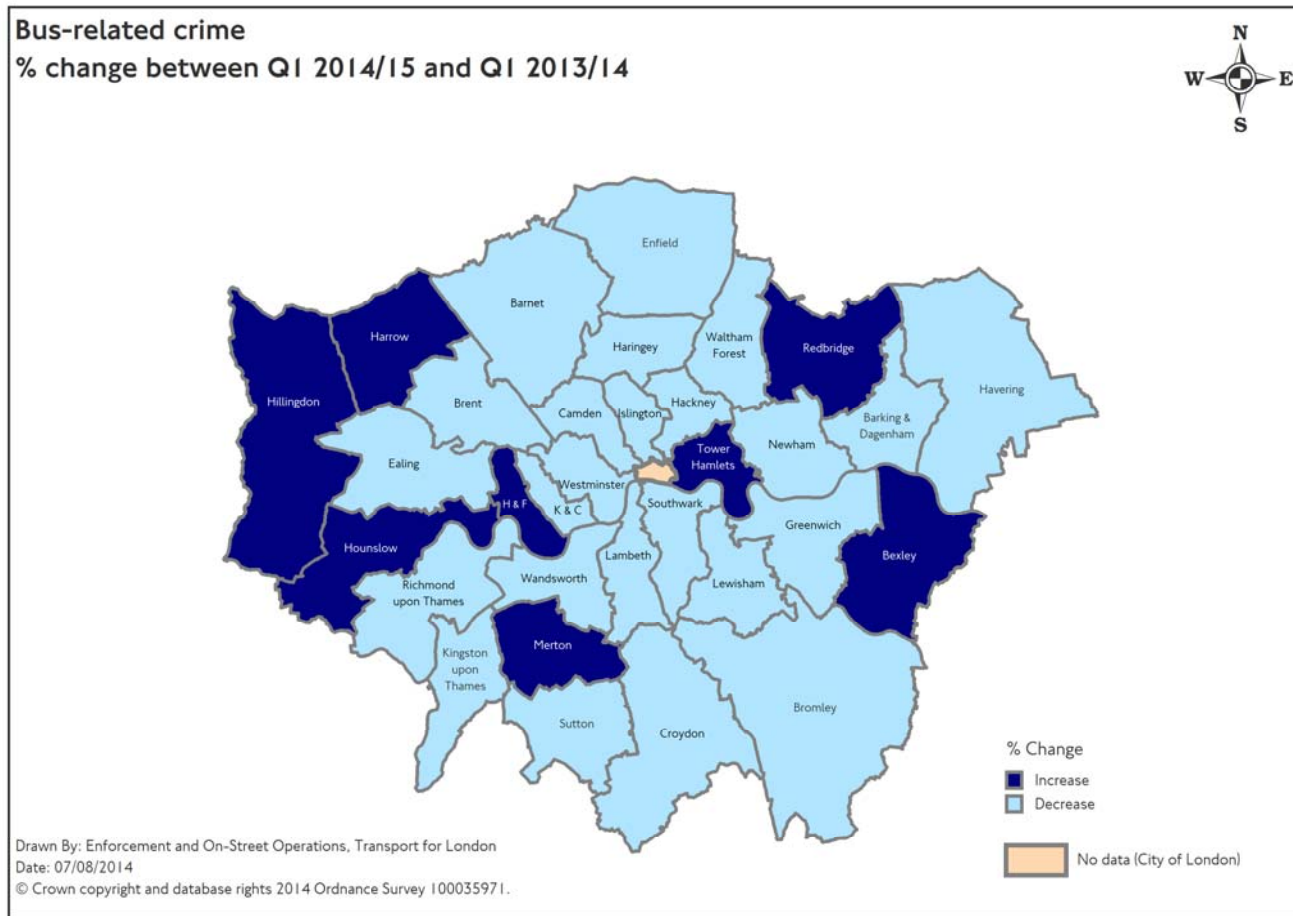 Bus-related crime
% change between Q1 2014/15 and Q1 2013/14
N
W E
S
Enfield
Barnet
Harrow
Haringey
Waltham
Forest
Redbridge
Havering
Hillingdon
Brent
Camden
Islington
Hackney
Barking &
Dagenham
Ealing
Tower
Hamlets
Newham
Westminster
H & F
K & C
Southwark
Greenwich
Hounslow
Lambeth
Bexley
Richmond
upon Thames
Wandsworth
Lewisham
Merton
Kingston
upon
Thames
Sutton
Croydon
Bromley
% Change
Increase
Decrease
No data (City of London)
Drawn By: Enforcement and On-Street Operations, Transport for London
Date: 07/08/2014
© Crown copyright and database rights 2014 Ordnance Survey 100035971.